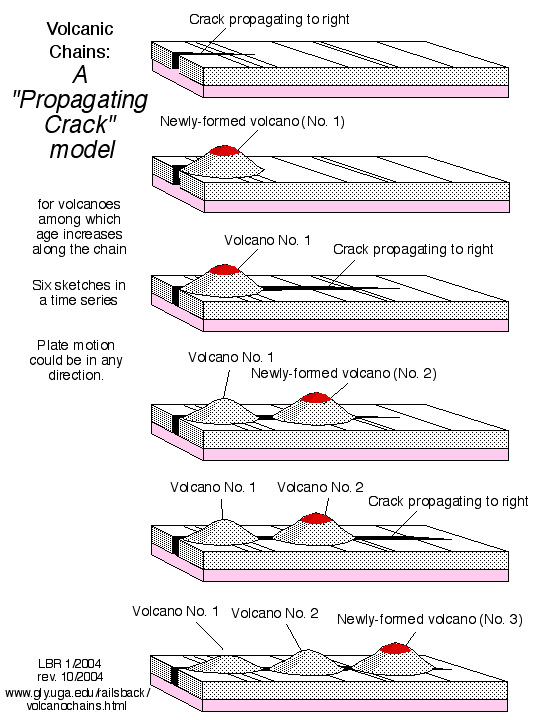 Volcanic
Chains:
A
"Propagating
Crack"
model
for volcanoes
among which
age increases
along the chain
Six sketches in
a time series
Plate motion
could be in any
direction.
Crack propagating to right
Newly-formed volcano (No. 1)
Volcano No. 1
Crack propagating to right
Volcano No. 1
Newly-formed volcano (No. 2)
Volcano No. 1
Volcano No. 2
Crack propagating to right
Volcano No. 1
Volcano No. 2
Newly-formed volcano (No. 3)
LBR 1/2004
rev. 10/2004
www.gly.uga.edu/railsback/
volcanochains.html